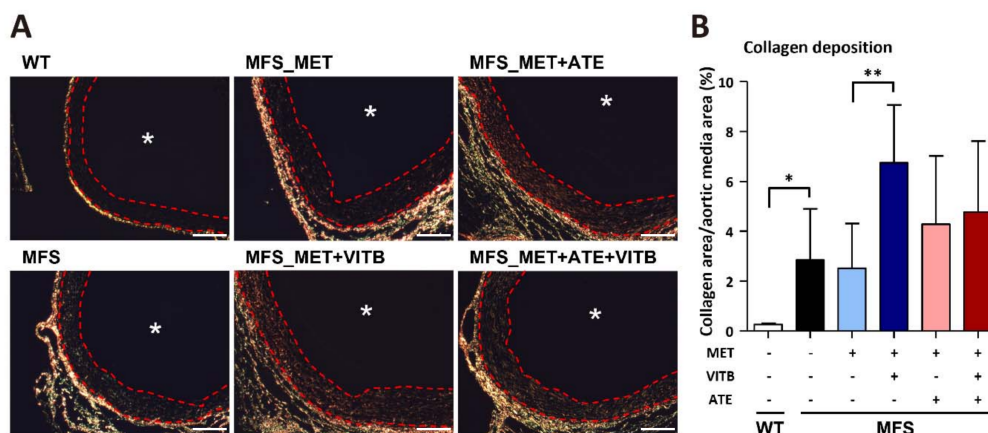 A
WT
MFS_MET
MFS_MET+ATE
*
*
*
MFS
MFS_MET+VITB
MFS_MET+ATE+VITB
*
*
*
B
Collagen deposition
Collagen area/aortic media area (%)
10
8
6
4
2
0
*
**
MET - - + + + +
VITB - - - + - +
ATE - - - - + +
WT MFS